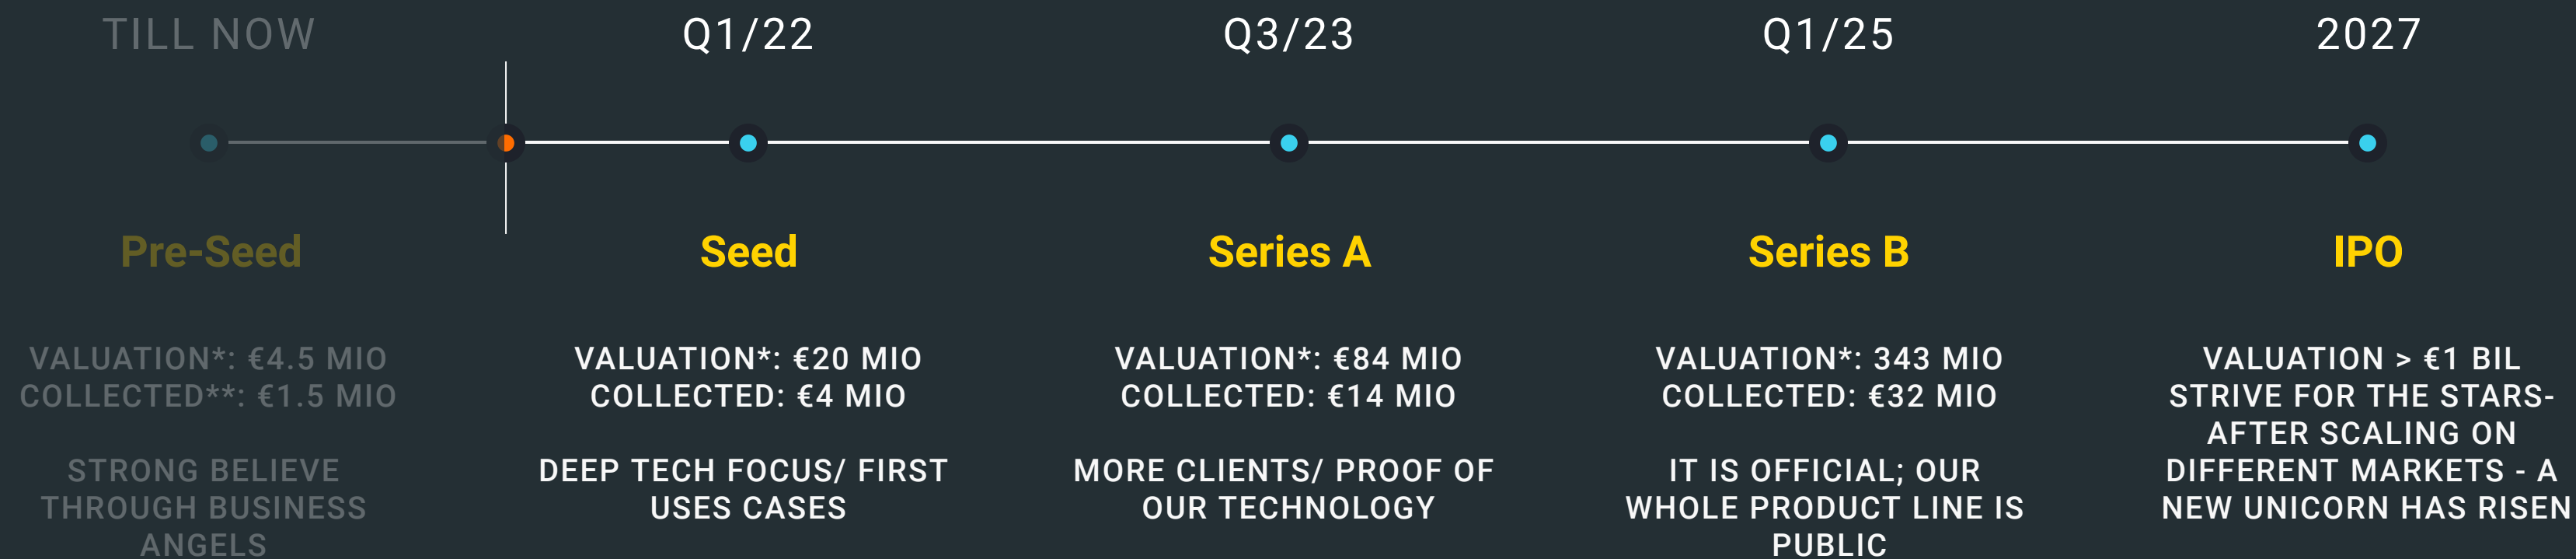 TILL NOW
Q1/22
Q3/23
Q1/25
2027
Pre-Seed
Seed
Series A
Series B
IPO
VALUATION*: €4.5 MIO
COLLECTED**: €1.5 MIO
STRONG BELIEVE
THROUGH BUSINESS
ANGELS
VALUATION*: €20 MIO
COLLECTED: €4 MIO
DEEP TECH FOCUS/ FIRST
USES CASES
VALUATION*: €84 MIO
COLLECTED: €14 MIO
MORE CLIENTS/ PROOF OF
OUR TECHNOLOGY
VALUATION*: 343 MIO
COLLECTED: €32 MIO
IT IS OFFICIAL; OUR
WHOLE PRODUCT LINE IS
PUBLIC
VALUATION > €1 BIL
STRIVE FOR THE STARS-
AFTER SCALING ON
DIFFERENT MARKETS - A
NEW UNICORN HAS RISEN